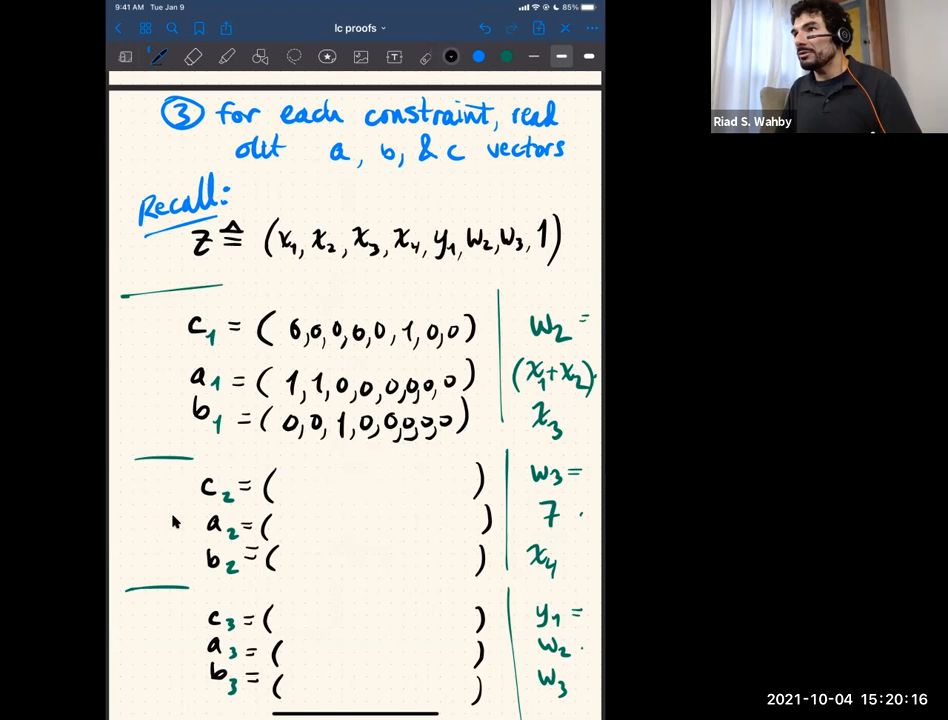 9:41 AM Tue Jan 9
85%
lc proofs
Riad S. Wahby
③ for each constraint, read
out a, b, & c vectors
Recall:
z ≜ (x₁, x₂, x₃, x₄, y₁, w₂, w₃, 1)
c₁ = ( 0,0,0,0,0,1,0,0) w₂ =
a₁ = ( 1,1,0,0,0,0,0,0) (x₁+x₂)·
b₁ = ( 0,0,1,0,0,0,0,0) x₃
c₂ = ( ) w₃ =
a₂ = ( ) 7 ·
b₂ = ( ) x₄
c₃ = ( ) y₁ =
a₃ = ( ) w₂ ·
b₃ = ( ) w₃
2021-10-04 15:20:16